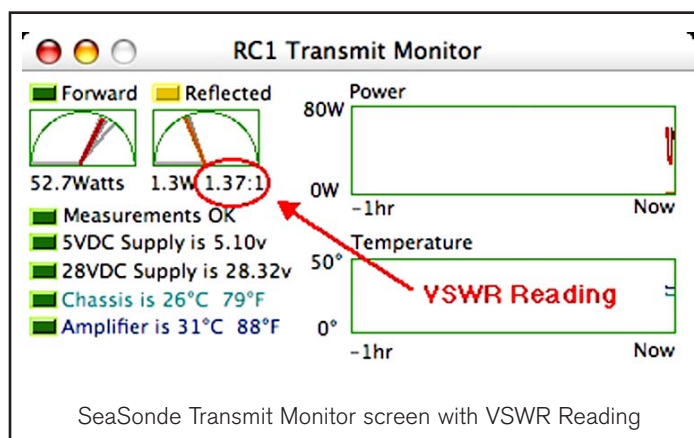 RC1 Transmit Monitor
Forward Reflected
52.7Watts 1.3W 1.37:1
Measurements OK
5VDC Supply is 5.10v
28VDC Supply is 28.32v
Chassis is 26°C 79°F
Amplifier is 31°C 88°F
Power
80W
0W
-1hr Now
Temperature
50°
0°
-1hr Now
VSWR Reading
SeaSonde Transmit Monitor screen with VSWR Reading